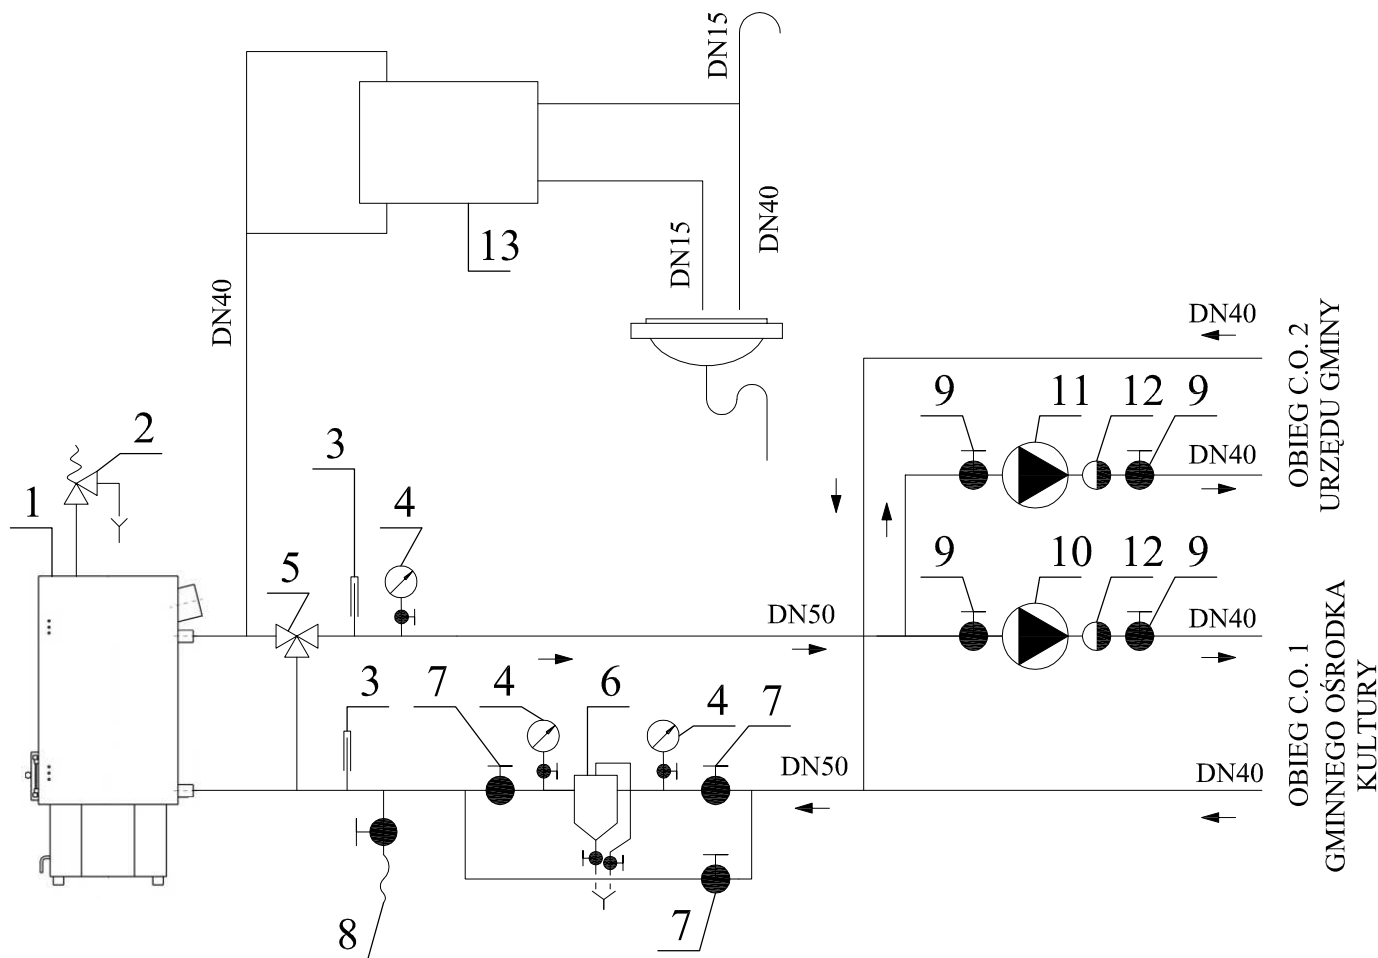 DN15
13
DN15
DN40
DN40
DN40
OBIEG C.O. 2
URZĘDU GMINY
9
11
12
9
DN40
2
3
4
1
5
9
10
12
9
DN50
DN40
OBIEG C.O. 1
GMINNEGO OŚRODKA
KULTURY
3
7
4
6
4
7
DN50
DN40
8
7